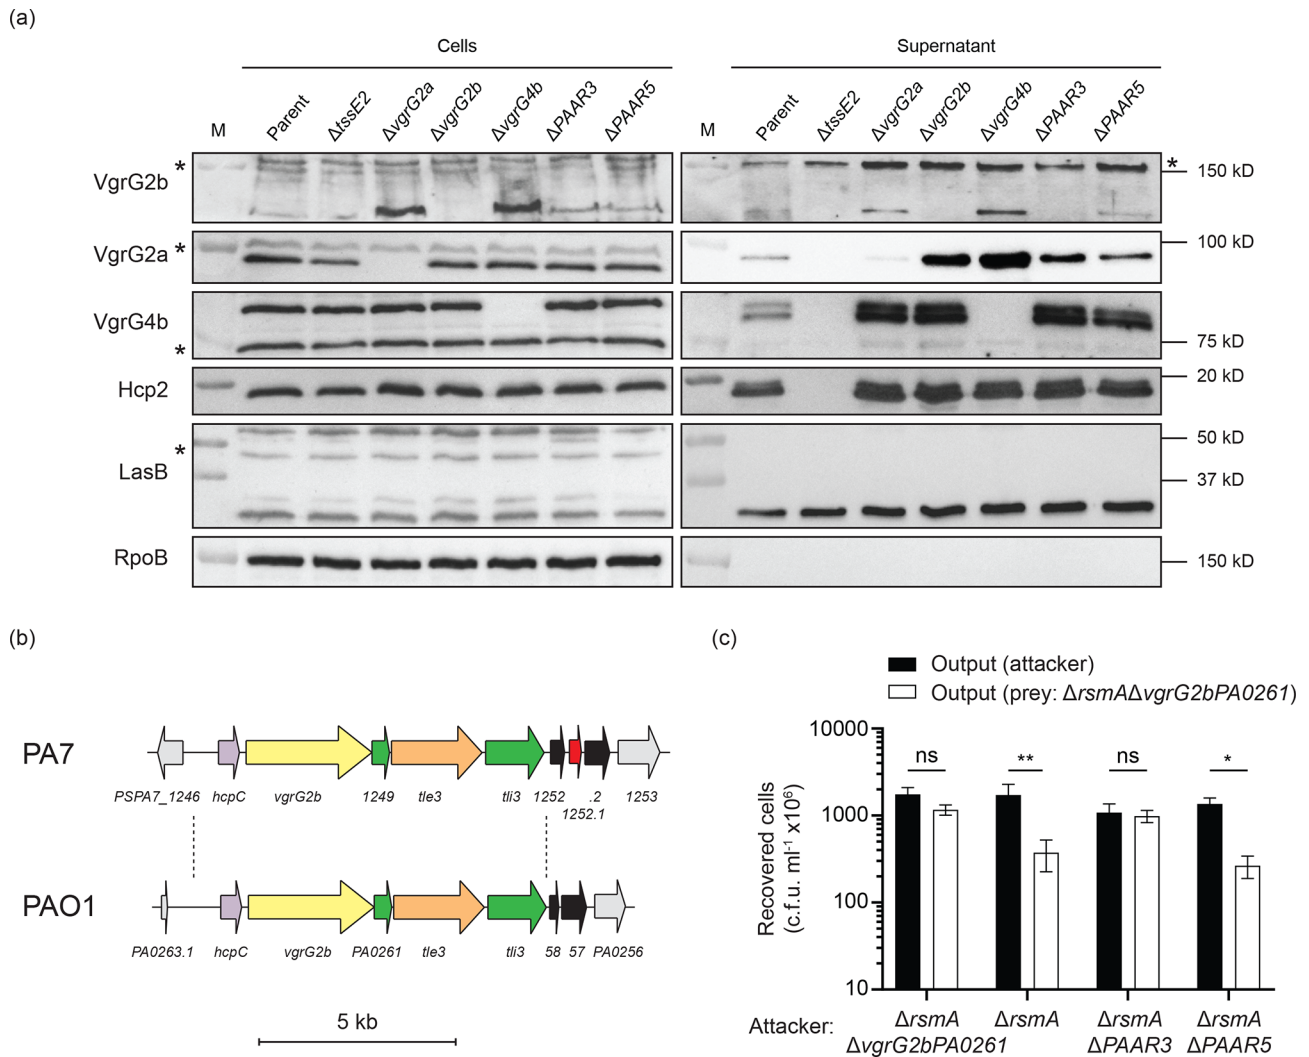 (a)
Cells
Supernatant
M Parent ΔtssE2 ΔvgrG2a ΔvgrG2b ΔvgrG4b ΔPAAR3 ΔPAAR5
M Parent ΔtssE2 ΔvgrG2a ΔvgrG2b ΔvgrG4b ΔPAAR3 ΔPAAR5
VgrG2b * * 150 kD
VgrG2a * 100 kD
VgrG4b * 75 kD
Hcp2 20 kD
LasB * 50 kD
37 kD
RpoB 150 kD
(b)
PA7
PSPA7_1246 hcpC vgrG2b 1249 tle3 tli3 1252 .2 1253
1252.1
PAO1
PA0263.1 hcpC vgrG2b PA0261 tle3 tli3 58 57 PA0256
5 kb
(c)
Output (attacker)
Output (prey: ΔrsmAΔvgrG2bPA0261)
Recovered cells
(c.f.u. ml⁻¹ x10⁶)
10000
1000
100
10
ns ** ns *
Attacker: ΔrsmA ΔrsmA ΔrsmA ΔrsmA
ΔvgrG2bPA0261 ΔPAAR3 ΔPAAR5